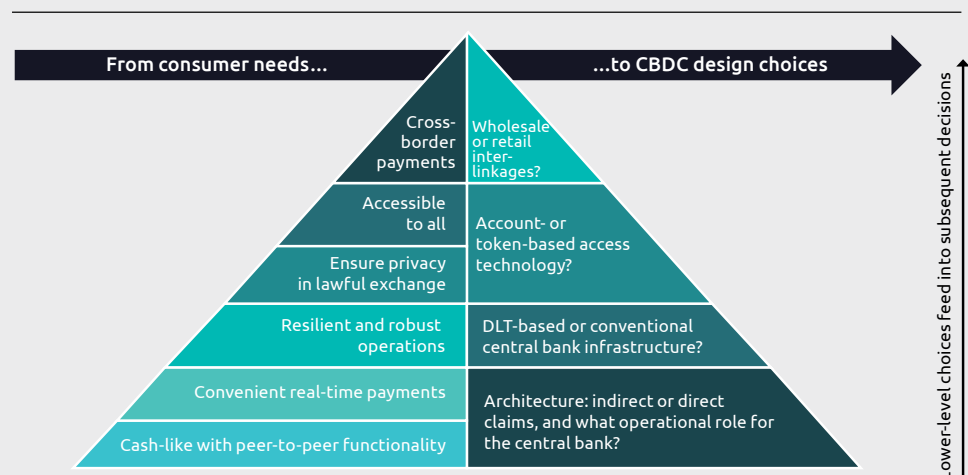 From consumer needs...
...to CBDC design choices
Cross-
border
payments
Wholesale
or retail
inter-
linkages?
Accessible
to all
Account- or
token-based access
technology?
Ensure privacy
in lawful exchange
Resilient and robust
operations
DLT-based or conventional
central bank infrastructure?
Convenient real-time payments
Architecture: indirect or direct
claims, and what operational role for
the central bank?
Cash-like with peer-to-peer functionality
Lower-level choices feed into subsequent decisions